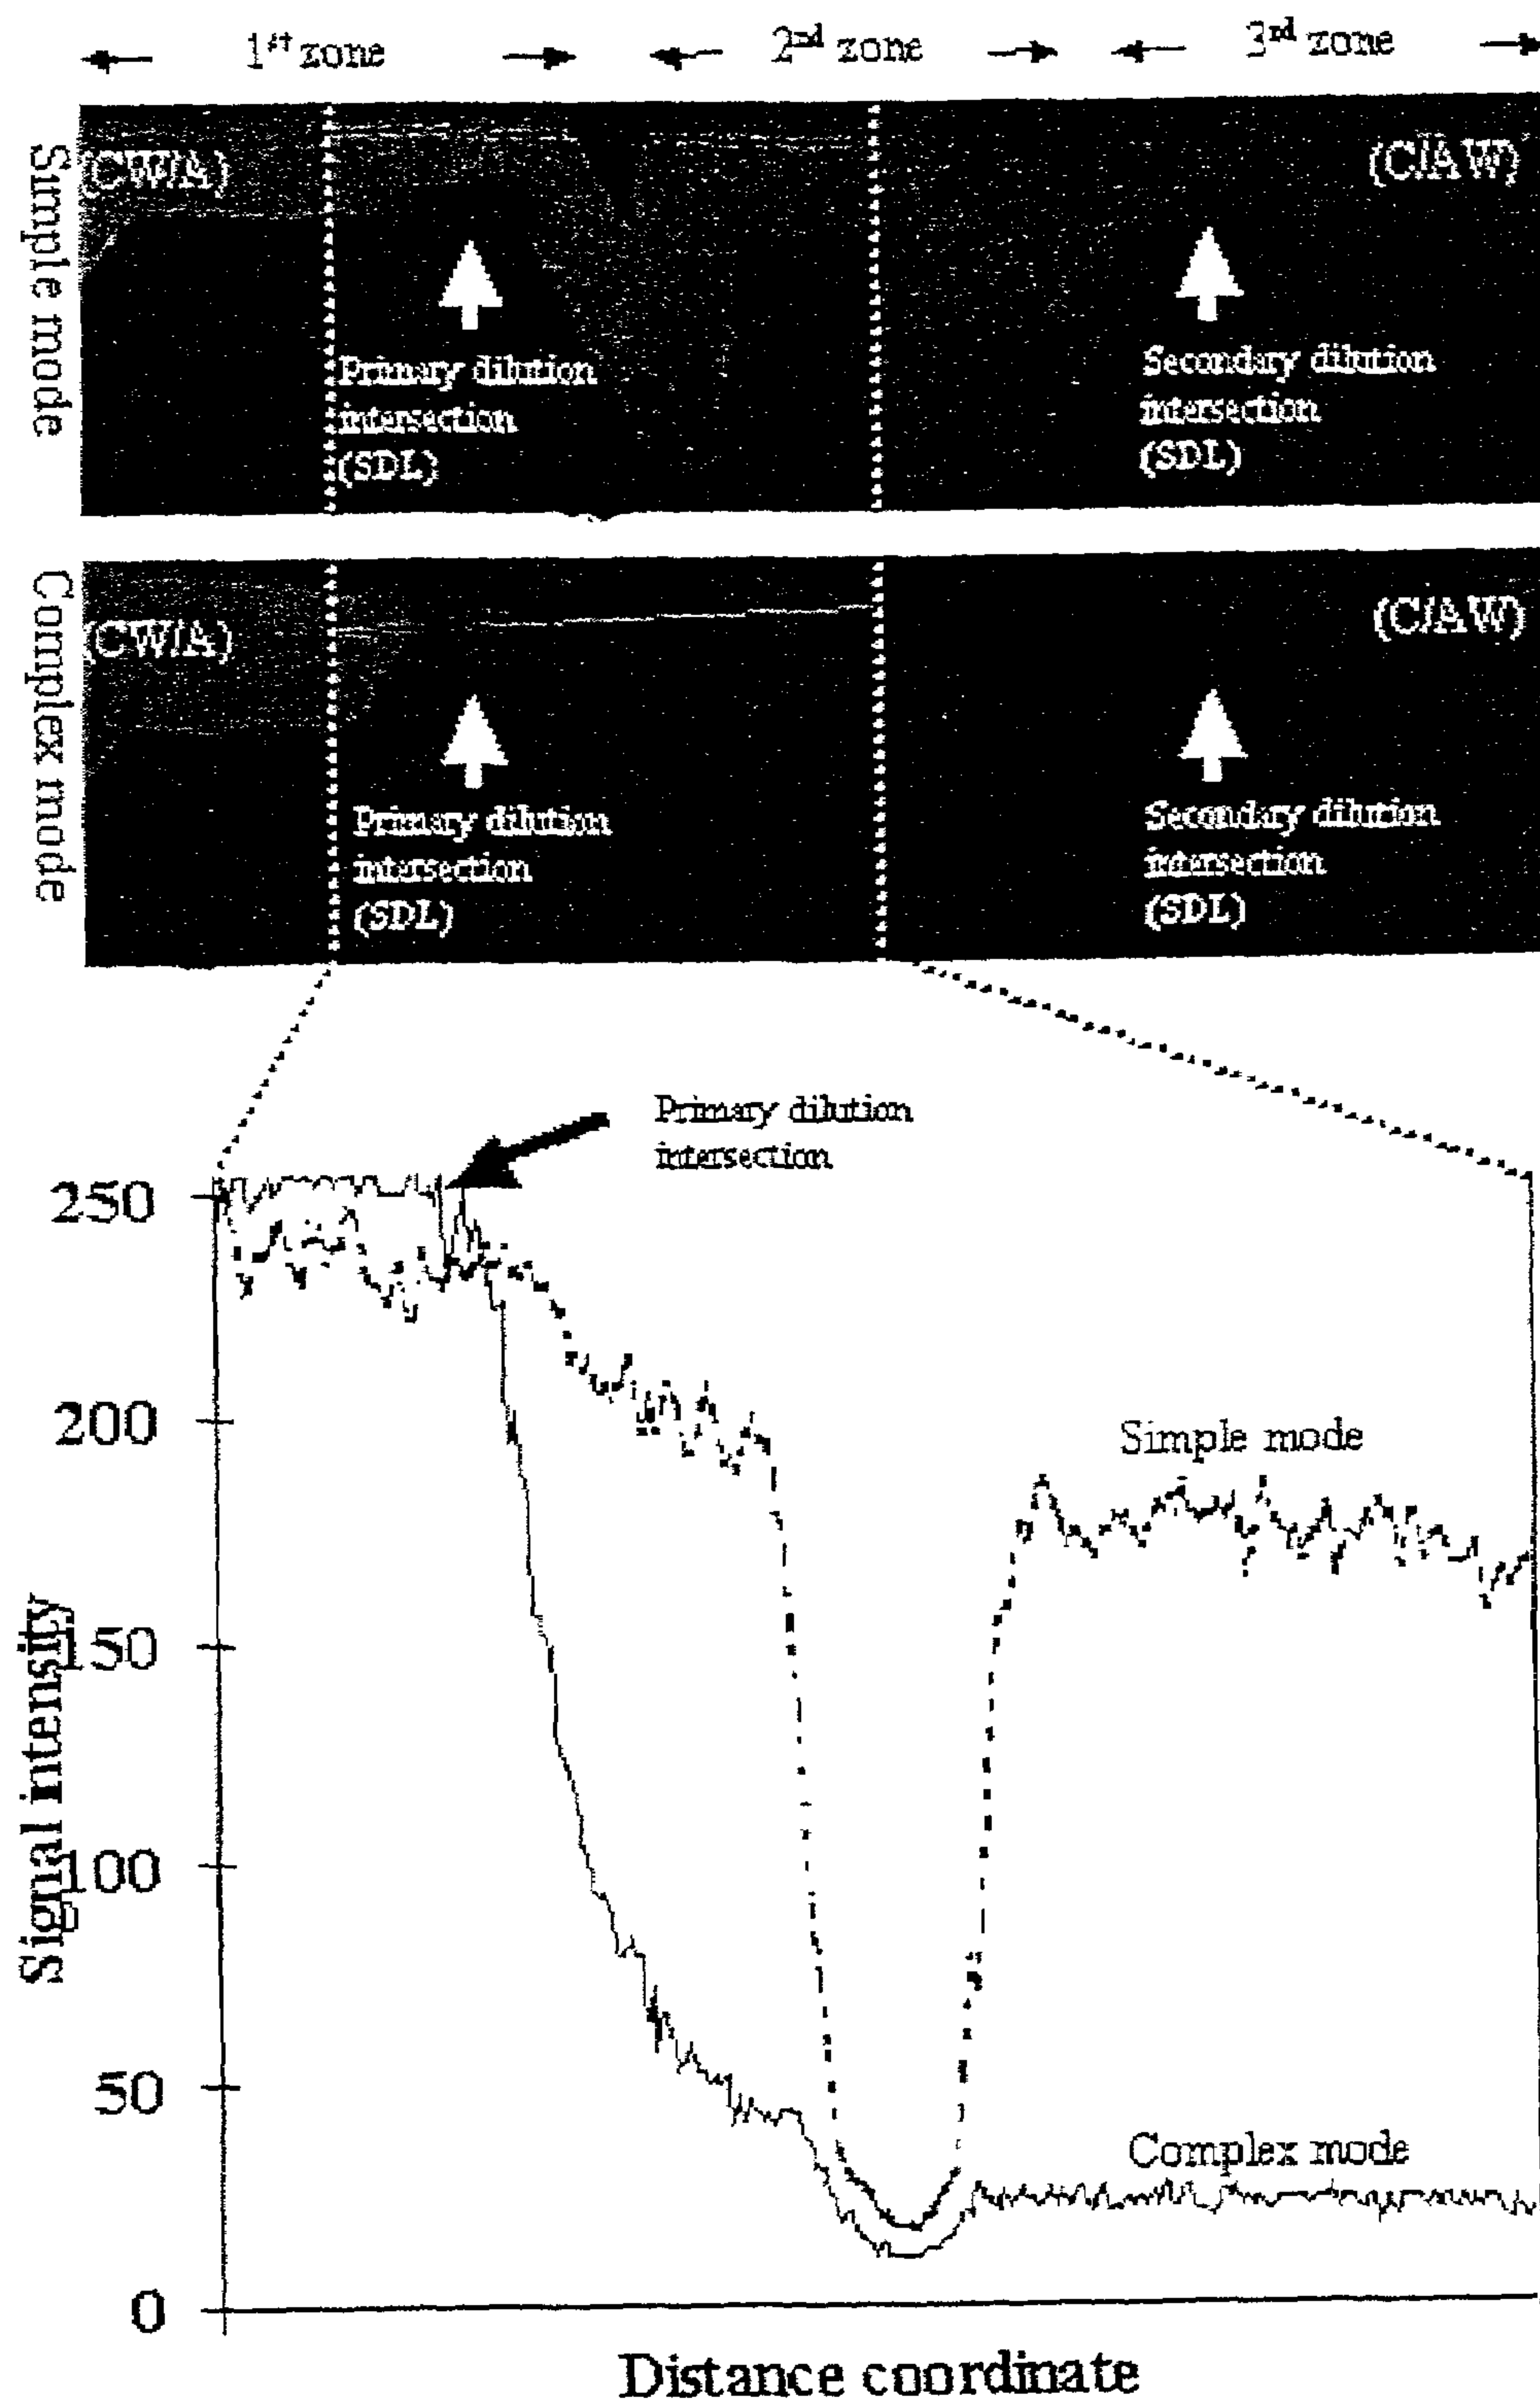 1st zone
2nd zone
3rd zone
Simple mode
(CW/A)
(C/AW)
Primary dilution
intersection
(SDL)
Secondary dilution
intersection
(SDL)
Complex mode
(CW/A)
(C/AW)
Primary dilution
intersection
(SDL)
Secondary dilution
intersection
(SDL)
Primary dilution
intersection
250
200
150
100
50
0
Signal intensity
Simple mode
Complex mode
Distance coordinate